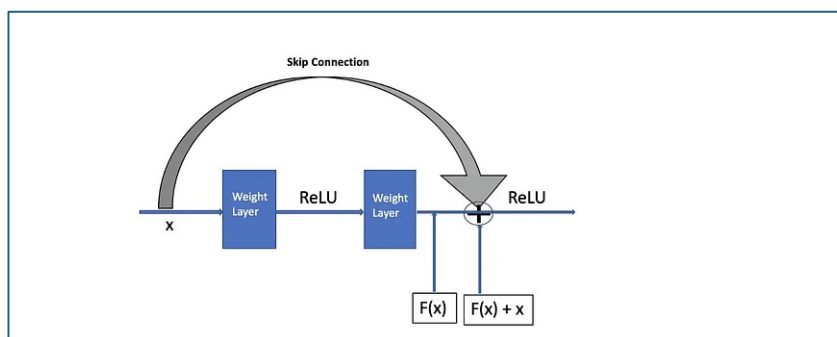 Skip Connection
Weight
Layer
ReLU
Weight
Layer
ReLU
x
F(x)
F(x) + x